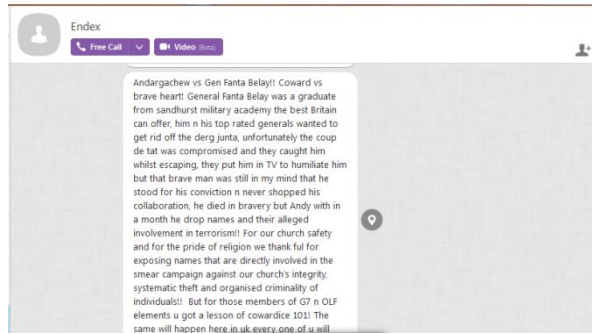 Endex
Free Call
Video (Beta)
Andargachew vs Gen Fanta Belay!! Coward vs
brave heart! General Fanta Belay was a graduate
from sandhurst military academy the best Britain
can offer, him n his top rated generals wanted to
get rid off the derg junta, unfortunately the coup
de tat was compromised and they caught him
whilst escaping, they put him in TV to humiliate him
but that brave man was still in my mind that he
stood for his conviction n never shopped his
collaboration, he died in bravery but Andy with in
a month he drop names and their alleged
involvement in terrorism!! For our church safety
and for the pride of religion we thank ful for
exposing names that are directly involved in the
smear campaign against our church's integrity,
systematic theft and organised criminality of
individuals!! But for those members of G7 n OLF
elements u got a lesson of cowardice 101! The
same will happen here in uk every one of u will